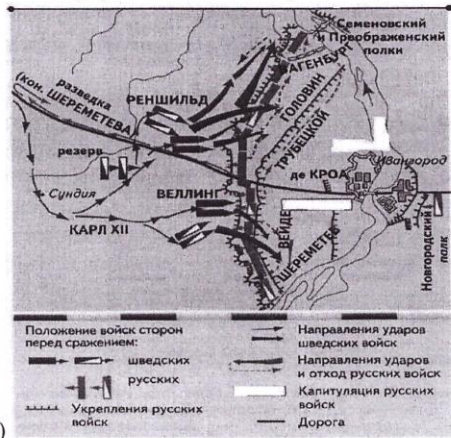 Семеновский
и Преображенский
полки
АГЕНБУРГ
разведка
(кон. ШЕРЕМЕТЕВА)
РЕНШИЛЬД
ГОЛОВИН
ТРУБЕЦКОЙ
резерв
Ивангород
де КРОА
Сундия
ВЕЛЛИНГ
КАРЛ XII
ВЕЙДЕ
ШЕРЕМЕТЕВ
Новгородский
полк
Положение войск сторон
перед сражением:
шведских
русских
Укрепления русских
войск
Направления ударов
шведских войск
Направления ударов
и отход русских войск
Капитуляция русских
войск
Дорога
)